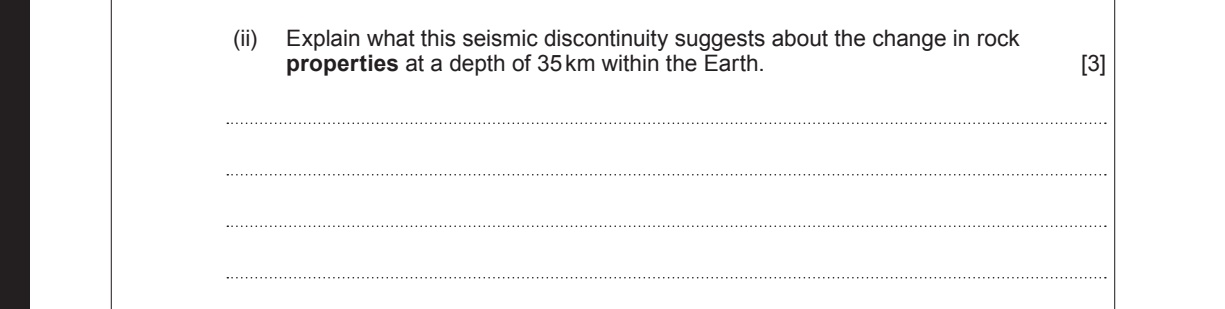 (ii) Explain what this seismic discontinuity suggests about the change in rock
properties at a depth of 35 km within the Earth. [3]